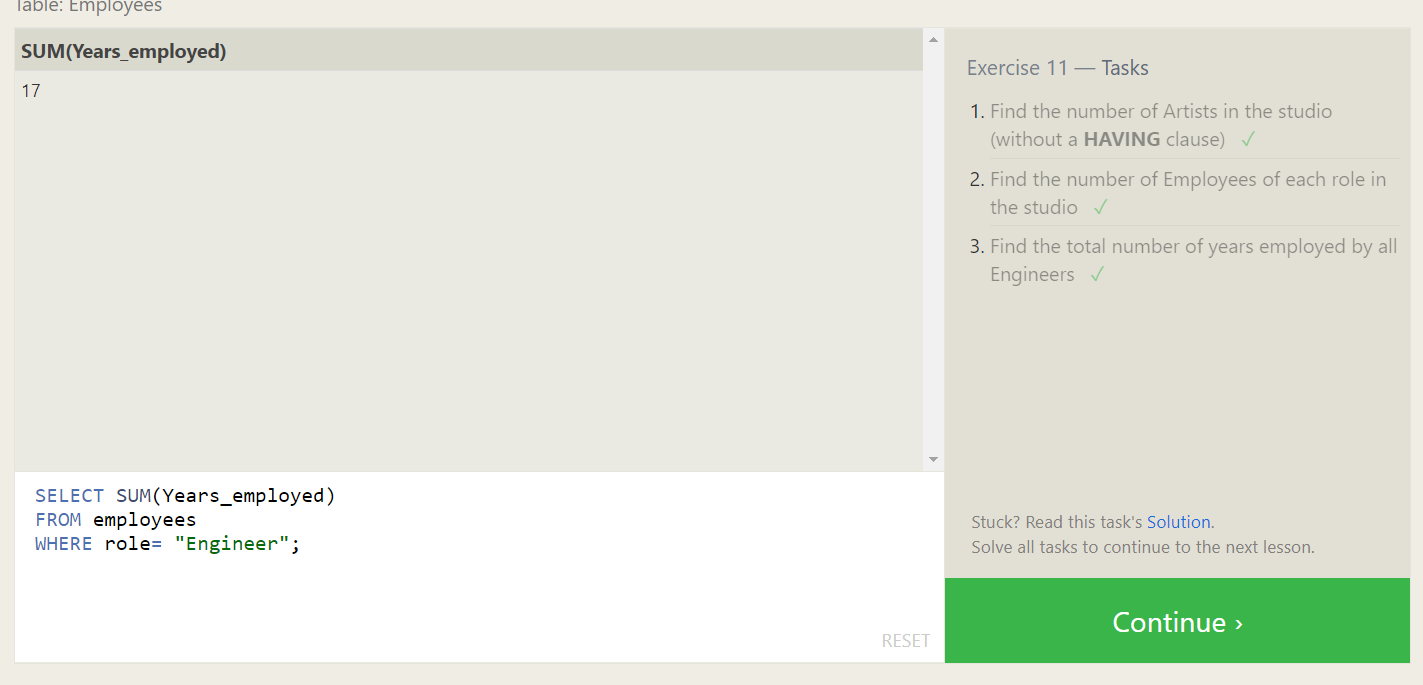 Table: Employees
SUM(Years_employed)
17
SELECT SUM(Years_employed)
FROM employees
WHERE role= "Engineer";
RESET
Exercise 11 — Tasks
1. Find the number of Artists in the studio
(without a HAVING clause) ✓
2. Find the number of Employees of each role in
the studio ✓
3. Find the total number of years employed by all
Engineers ✓
Stuck? Read this task's Solution.
Solve all tasks to continue to the next lesson.
Continue ›